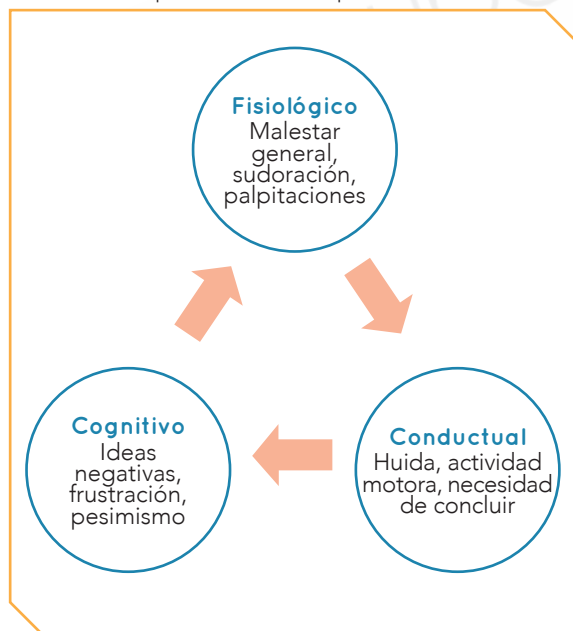 Fisiológico
Malestar
general,
sudoración,
palpitaciones
Cognitivo
Ideas
negativas,
frustración,
pesimismo
Conductual
Huida, actividad
motora, necesidad
de concluir